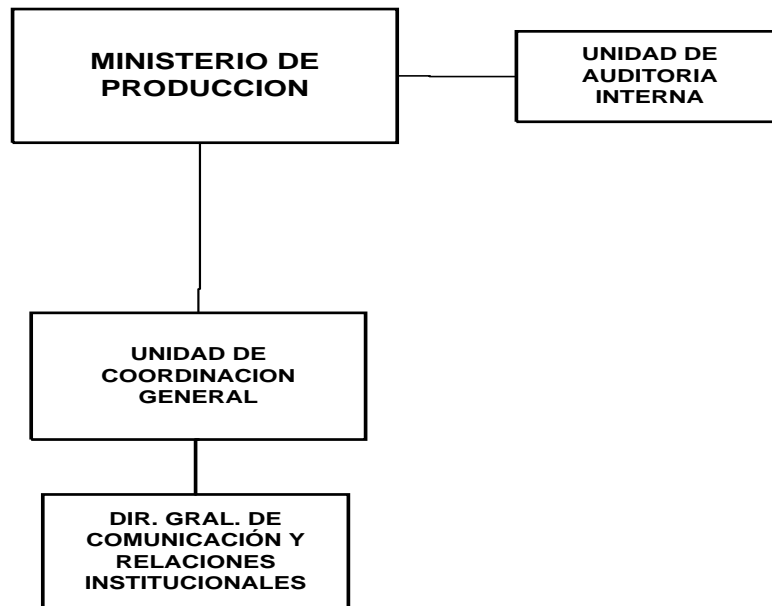 MINISTERIO DE
PRODUCCION
UNIDAD DE
AUDITORIA
INTERNA
UNIDAD DE
COORDINACION
GENERAL
DIR. GRAL. DE
COMUNICACIÓN Y
RELACIONES
INSTITUCIONALES